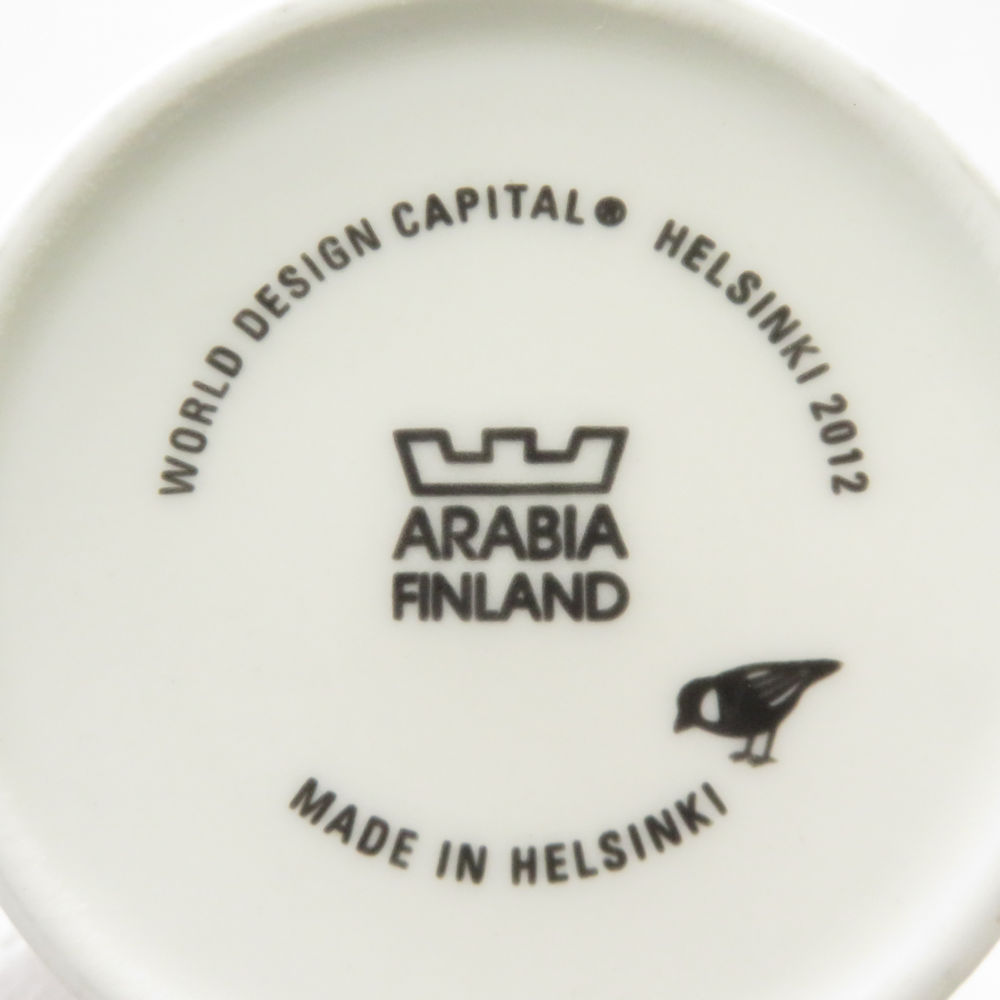 WORLD DESIGN CAPITAL® HELSINKI 2012
ARABIA
FINLAND
MADE IN HELSINKI